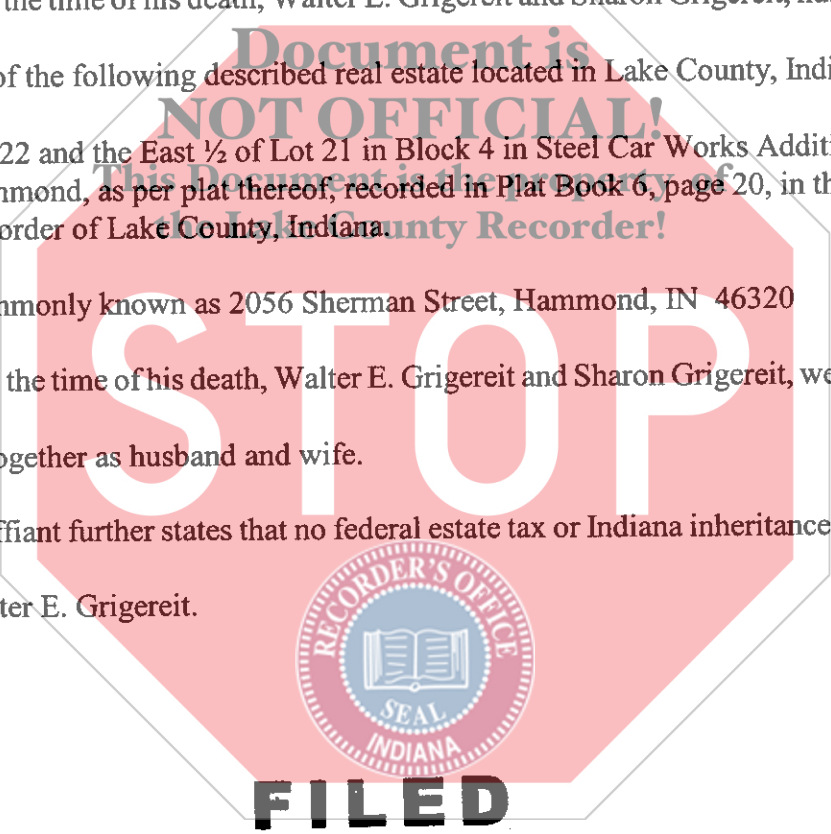 the time of his death, Walter E. Grigereit and Sharon Grigereit,
Document is
of the following described real estate located in Lake County, Indi
NOT OFFICIAL!
22 and the East ½ of Lot 21 in Block 4 in Steel Car Works Additi
This Document is the property of
mmond, as per plat thereof, recorded in Plat Book 6, page 20, in th
the Lake County Recorder!
order of Lake County, Indiana.
mmonly known as 2056 Sherman Street, Hammond, IN 46320
STOP
the time of his death, Walter E. Grigereit and Sharon Grigereit, we
ogether as husband and wife.
ffiant further states that no federal estate tax or Indiana inheritance
ter E. Grigereit.
RECORDER'S OFFICE
SEAL
INDIANA
FILED